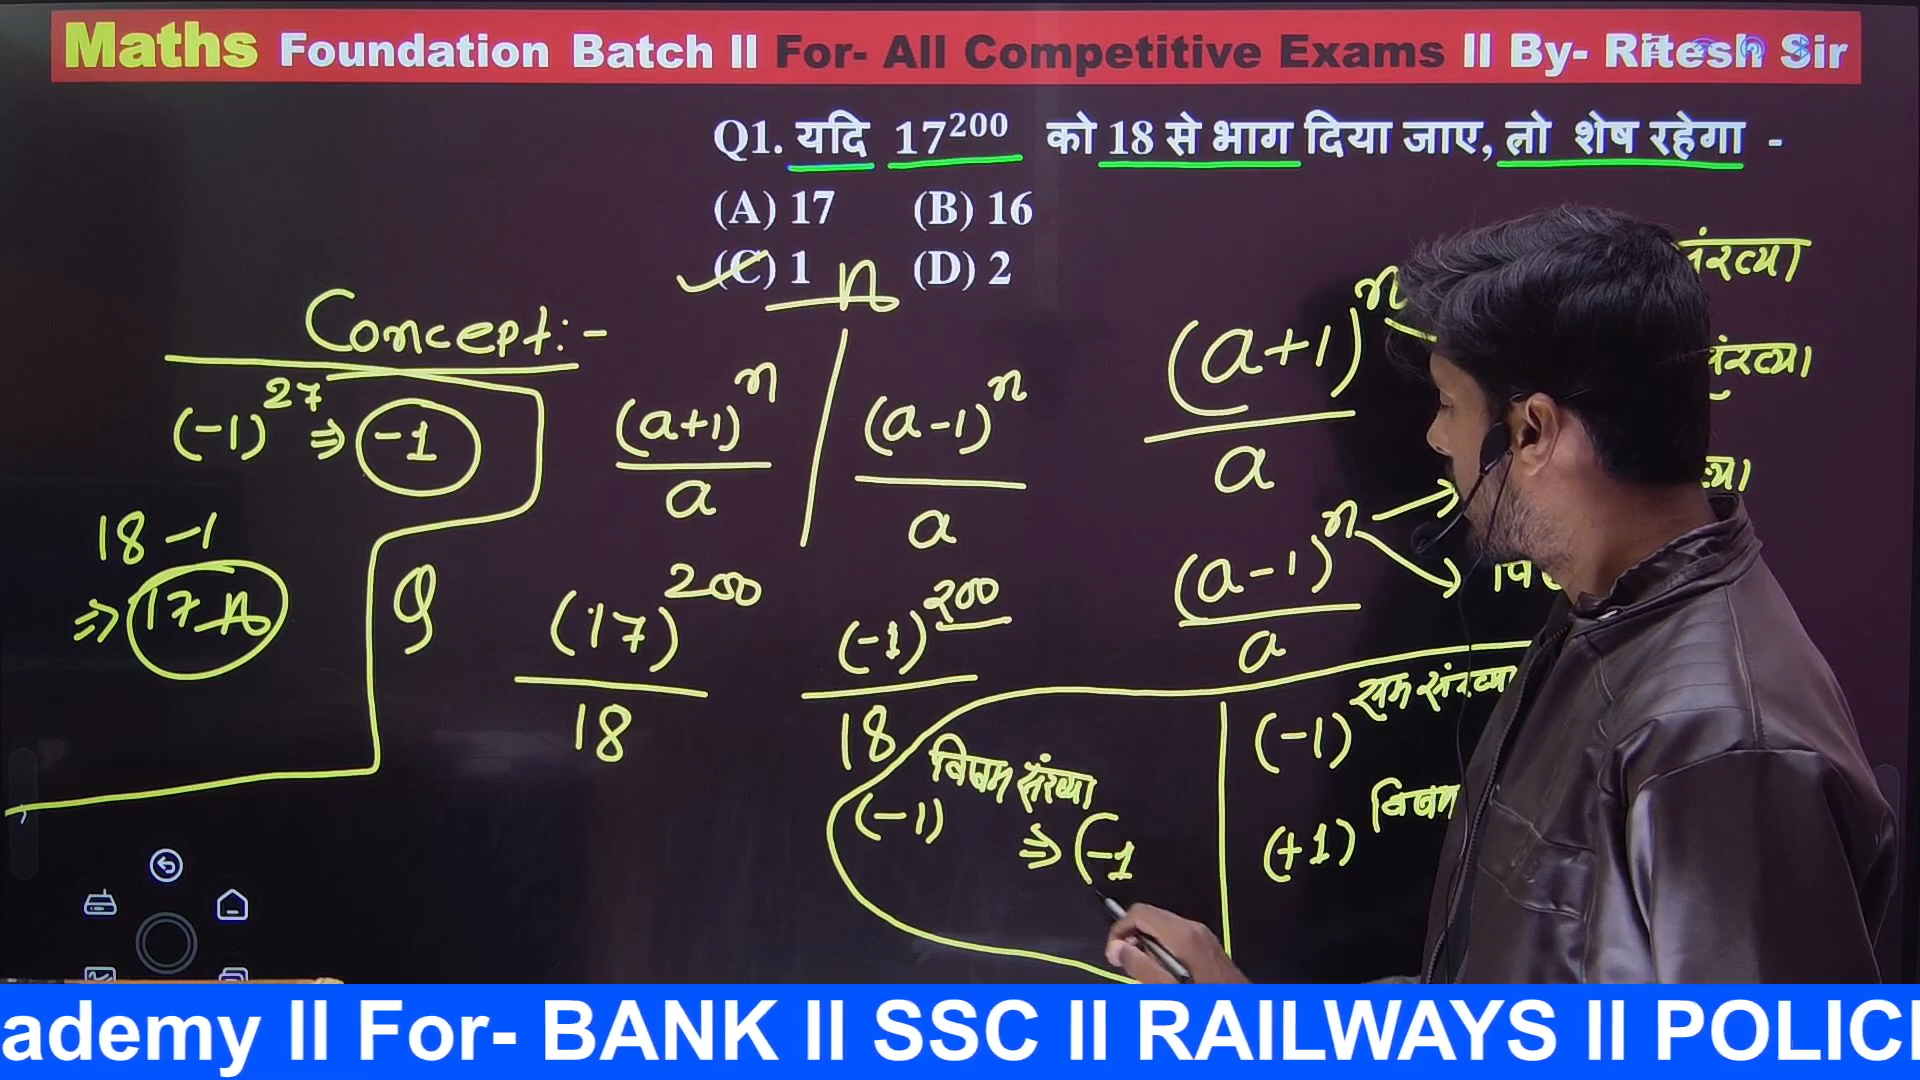 Maths Foundation Batch II For- All Competitive Exams II By- Ritesh Sir
Q1. यदि 17²⁰⁰ को 18 से भाग दिया जाए, तो शेष रहेगा -
(A) 17 (B) 16
(C) 1 (D) 2
n
Concept:-
(-1)²⁷ ⇒ -1
18-1
⇒ 17
(a+1)ⁿ
a
(a-1)ⁿ
a
(a+1)ⁿ
a
(a-1)ⁿ
a
(17)²⁰⁰
18
(-1)²⁰⁰
18
(-1) विषम संख्या
⇒ (-1
(-1) सम संख्या
(+1) विषम
ademy II For- BANK II SSC II RAILWAYS II POLIC